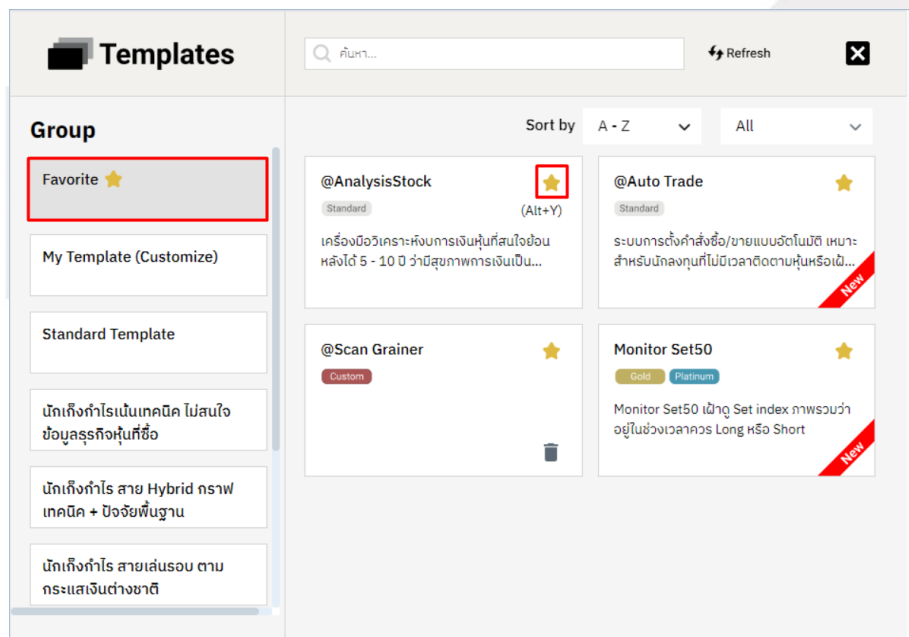 Templates
ค้นหา...
Refresh
Group
Sort by
A - Z
All
Favorite
@AnalysisStock
Standard
(Alt+Y)
เครื่องมือวิเคราะห์งบการเงินหุ้นที่สนใจย้อน
หลังได้ 5 - 10 ปี ว่ามีสุขภาพการเงินเป็น...
@Auto Trade
Standard
ระบบการตั้งคำสั่งซื้อ/ขายแบบอัตโนมัติ เหมาะ
สำหรับนักลงทุนที่ไม่มีเวลาติดตามหุ้นหรือเฝ้...
New
My Template (Customize)
Standard Template
@Scan Grainer
Custom
Monitor Set50
Gold
Platinum
Monitor Set50 เฝ้าดู Set index ภาพรวมว่า
อยู่ในช่วงเวลาควร Long หรือ Short
New
นักเก็งกำไรเน้นเทคนิค ไม่สนใจ
ข้อมูลธุรกิจหุ้นที่ซื้อ
นักเก็งกำไร สาย Hybrid กราฟ
เทคนิค + ปัจจัยพื้นฐาน
นักเก็งกำไร สายเล่นรอบ ตาม
กระแสเงินต่างชาติ